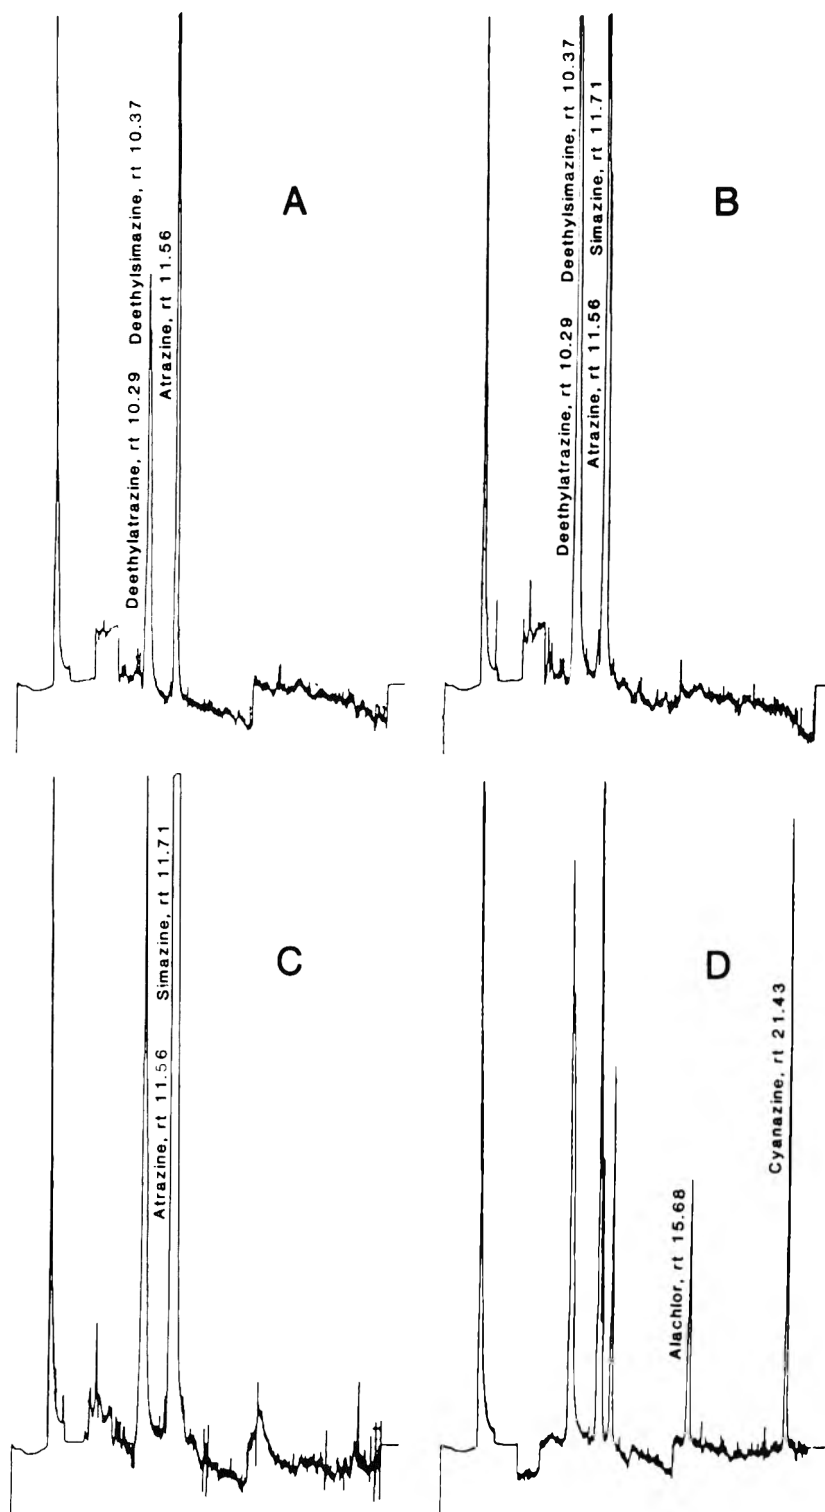 A
Deethylatrazine, rt 10.29 Deethylsimazine, rt 10.37
Atrazine, rt 11.56
B
Deethylatrazine, rt 10.29 Deethylsimazine, rt 10.37
Atrazine, rt 11.56 Simazine, rt 11.71
C
Atrazine, rt 11.56 Simazine, rt 11.71
D
Alachlor, rt 15.68
Cyanazine, rt 21.43